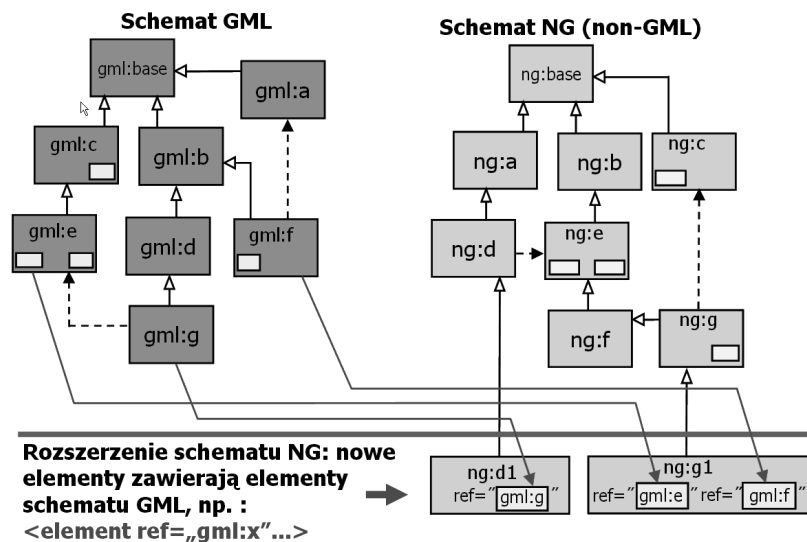 Schemat GML
Schemat NG (non-GML)
gml:base
gml:a
ng:base
gml:c
gml:b
ng:a
ng:b
ng:c
gml:e
gml:d
gml:f
ng:d
ng:e
gml:g
ng:f
ng:g
Rozszerzenie schematu NG: nowe
elementy zawierają elementy
schematu GML, np. :
<element ref=„gml:x”...>
ng:d1
ref=”gml:g”
ng:g1
ref=”gml:e” ref=”gml:f”